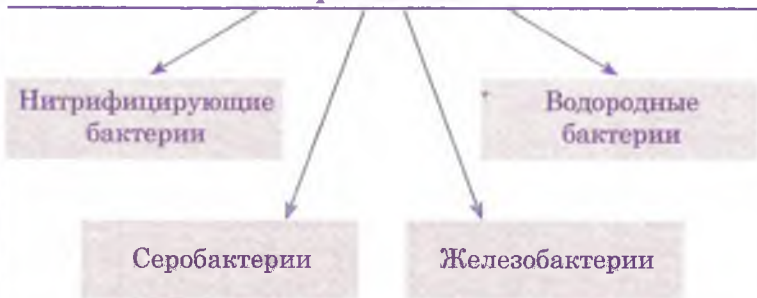 Нитрифицирующие
бактерии
Водородные
бактерии
Серобактерии
Железобактерии